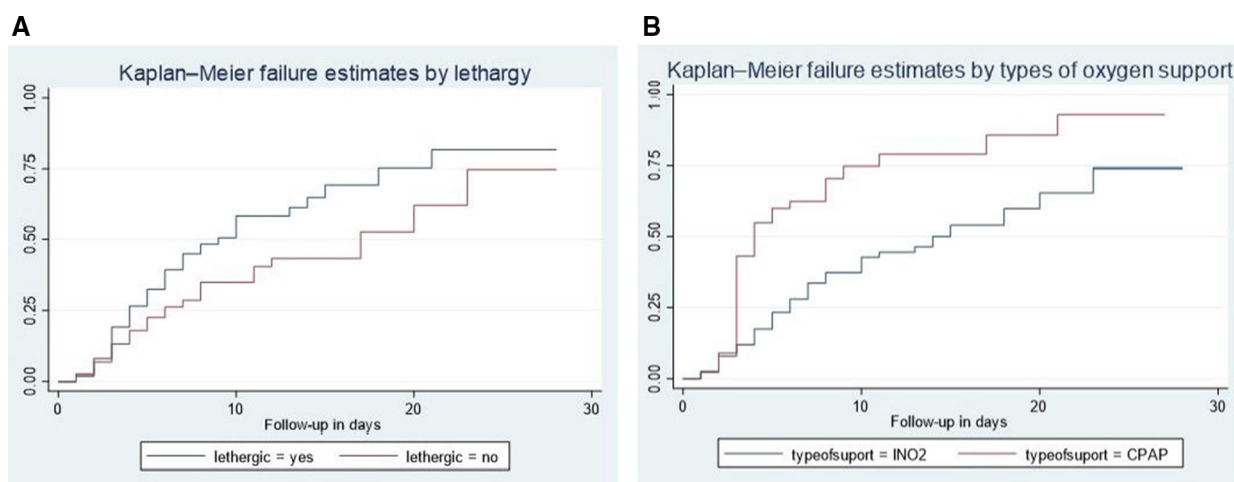 A
Kaplan–Meier failure estimates by lethargy
1.00
0.75
0.50
0.25
0.00
0 10 20 30
Follow-up in days
lethergic = yes lethergic = no
B
Kaplan–Meier failure estimates by types of oxygen support
1.00
0.75
0.50
0.25
0.00
0 10 20 30
Follow-up in days
typeofsuport = INO2 typeofsuport = CPAP